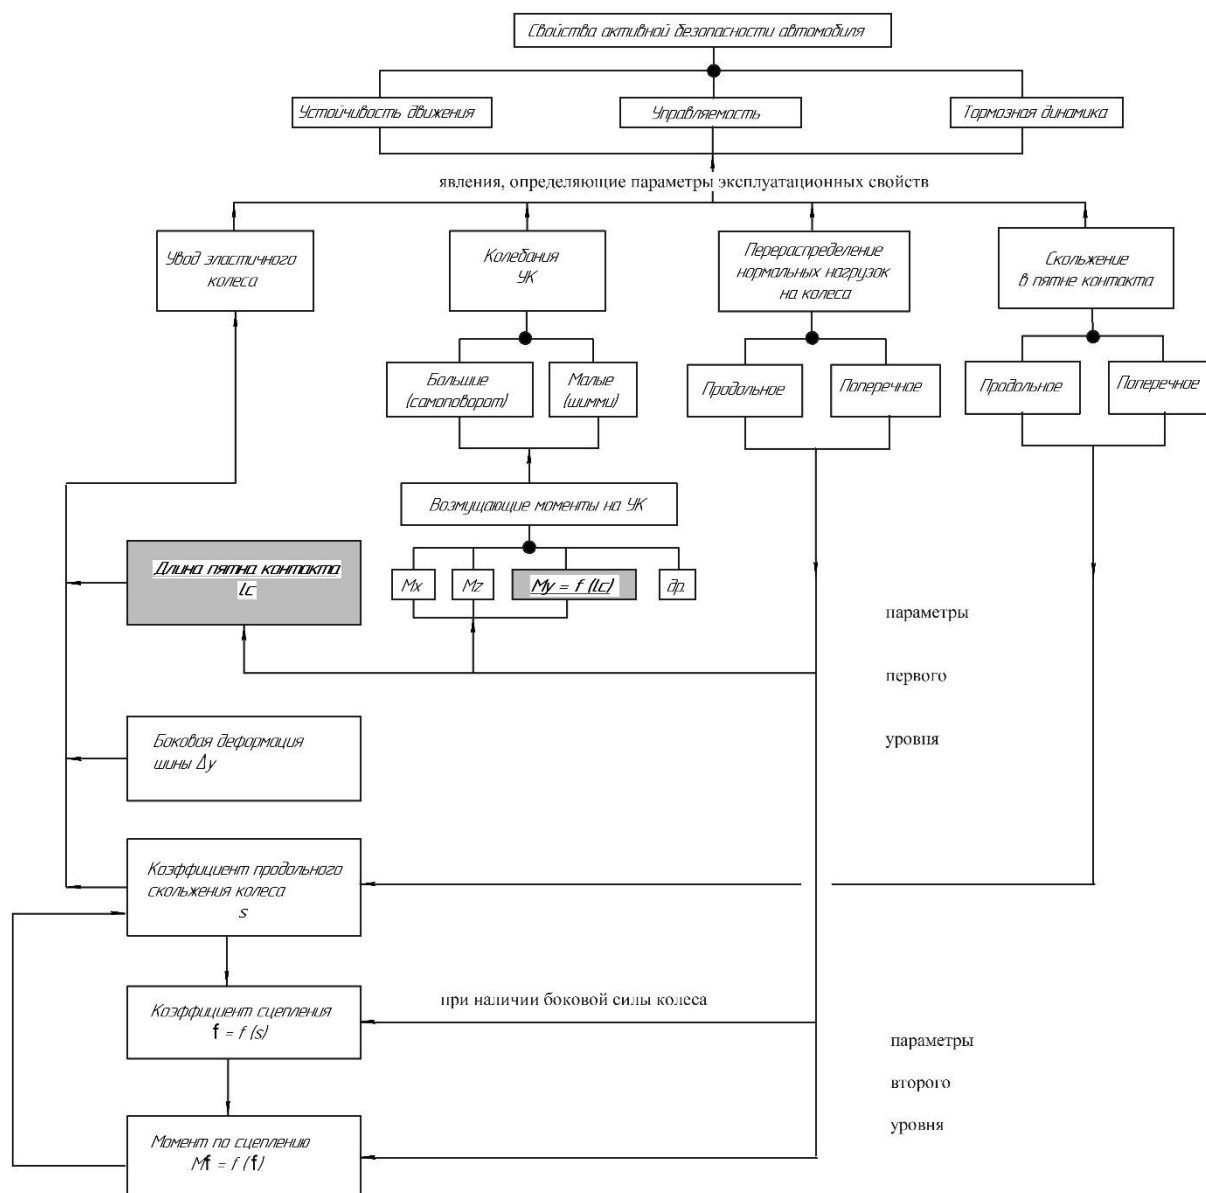 Свойства активной безопасности автомобиля
Устойчивость движения
Управляемость
Тормозная динамика
явления, определяющие параметры эксплуатационных свойств
Увод эластичного
колеса
Колебания
УК
Перераспределение
нормальных нагрузок
на колеса
Скольжение
в пятне контакта
Большие
(самоповорот)
Малые
(шимми)
Продольное
Поперечное
Продольное
Поперечное
Возмущающие моменты на УК
Длина пятна контакта
lc
Mx
Mz
My = f (lc)
др.
параметры
первого
уровня
Боковая деформация
шины Δy
Коэффициент продольного
скольжения колеса
s
Коэффициент сцепления
f = f (s)
при наличии боковой силы колеса
параметры
второго
уровня
Момент по сцеплению
Mf = f (f)